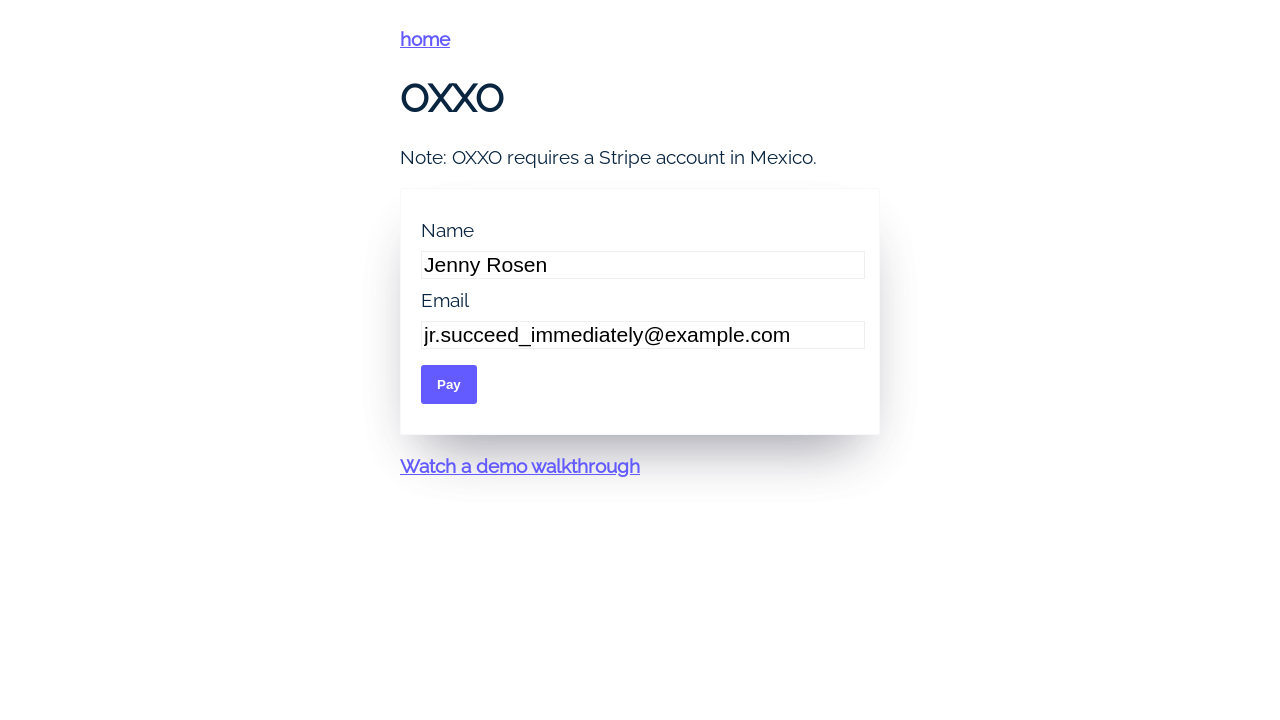 home
OXXO
Note: OXXO requires a Stripe account in Mexico.
Name
Jenny Rosen
Email
jr.succeed_immediately@example.com
Pay
Watch a demo walkthrough